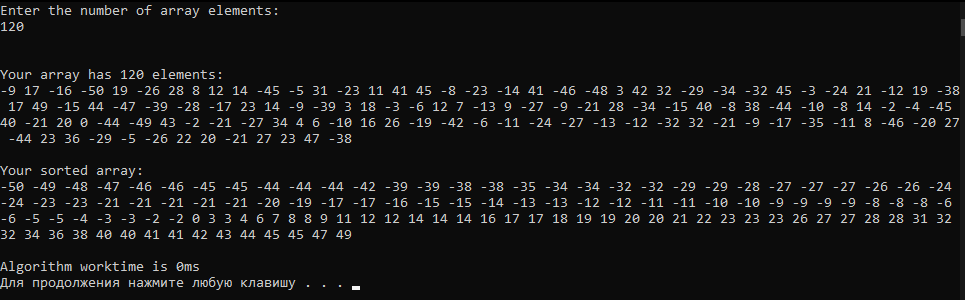 Enter the number of array elements:
120
Your array has 120 elements:
-9 17 -16 -50 19 -26 28 8 12 14 -45 -5 31 -23 11 41 45 -8 -23 -14 41 -46 -48 3 42 32 -29 -34 -32 45 -3 -24 21 -12 19 -38
17 49 -15 44 -47 -39 -28 -17 23 14 -9 -39 3 18 -3 -6 12 7 -13 9 -27 -9 -21 28 -34 -15 40 -8 38 -44 -10 -8 14 -2 -4 -45
40 -21 20 0 -44 -49 43 -2 -21 -27 34 4 6 -10 16 26 -19 -42 -6 -11 -24 -27 -13 -12 -32 32 -21 -9 -17 -35 -11 8 -46 -20 27
-44 23 36 -29 -5 -26 22 20 -21 27 23 47 -38
Your sorted array:
-50 -49 -48 -47 -46 -46 -45 -45 -44 -44 -44 -42 -39 -39 -38 -38 -35 -34 -34 -32 -32 -29 -29 -28 -27 -27 -27 -26 -26 -24
-24 -23 -23 -21 -21 -21 -21 -21 -20 -19 -17 -17 -16 -15 -15 -14 -13 -13 -12 -12 -11 -11 -10 -10 -9 -9 -9 -9 -8 -8 -8 -6
-6 -5 -5 -4 -3 -3 -2 -2 0 3 3 4 6 7 8 8 9 11 12 12 14 14 14 16 17 17 18 19 19 20 20 21 22 23 23 23 26 27 27 28 28 31 32
32 34 36 38 40 40 41 41 42 43 44 45 45 47 49
Algorithm worktime is 0ms
Для продолжения нажмите любую клавишу . . .